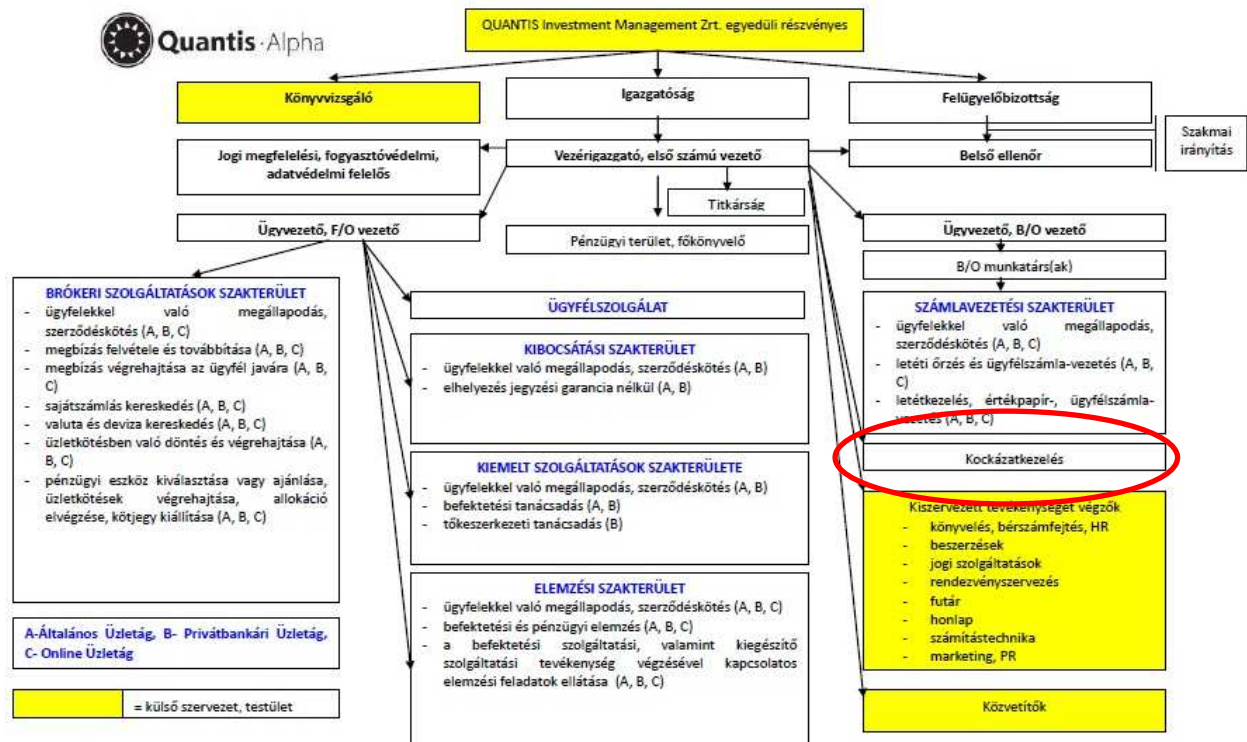 Quantis·Alpha
QUANTIS Investment Management Zrt. egyedüli részvényes
Könyvvizsgáló
Igazgatóság
Felügyelőbizottság
Szakmai
irányítás
Jogi megfelelési, fogyasztóvédelmi,
adatvédelmi felelős
Vezérigazgató, első számú vezető
Belső ellenőr
Titkárság
Ügyvezető, F/O vezető
Pénzügyi terület, főkönyvelő
Ügyvezető, B/O vezető
B/O munkatárs(ak)
BRÓKERI SZOLGÁLTATÁSOK SZAKTERÜLET
- ügyfelekkel való megállapodás,
szerződéskötés (A, B, C)
- megbízás felvétele és továbbítása (A, B, C)
- megbízás végrehajtása az ügyfél javára (A, B,
C)
- sajátszámlás kereskedés (A, B, C)
- valuta és deviza kereskedés (A, B, C)
- üzletkötésben való döntés és végrehajtása (A,
B, C)
- pénzügyi eszköz kiválasztása vagy ajánlása,
üzletkötések végrehajtása, allokáció
elvégzése, kötjegy kiállítása (A, B, C)
ÜGYFÉLSZOLGÁLAT
KIBOCSÁTÁSI SZAKTERÜLET
- ügyfelekkel való megállapodás, szerződéskötés (A, B)
- elhelyezés jegyzési garancia nélkül (A, B)
KIEMELT SZOLGÁLTATÁSOK SZAKTERÜLETE
- ügyfelekkel való megállapodás, szerződéskötés (A, B)
- befektetési tanácsadás (A, B)
- tőkeszerkezeti tanácsadás (B)
ELEMZÉSI SZAKTERÜLET
- ügyfelekkel való megállapodás, szerződéskötés (A, B, C)
- befektetési és pénzügyi elemzés (A, B, C)
- a befektetési szolgáltatási, valamint kiegészítő
szolgáltatási tevékenység végzésével kapcsolatos
elemzési feladatok ellátása (A, B, C)
SZÁMLAVEZETÉSI SZAKTERÜLET
- ügyfelekkel való megállapodás,
szerződéskötés (A, B, C)
- letéti őrzés és ügyfélszámla-vezetés (A, B,
C)
- letétkezelés, értékpapír-, ügyfélszámla-
vezetés (A, B, C)
Kockázatkezelés
Kiszervezett tevékenységet végzők
- könyvelés, bérszámfejtés, HR
- beszerzések
- jogi szolgáltatások
- rendezvényszervezés
- futár
- honlap
- számítástechnika
- marketing, PR
Közvetítők
A-Általános Üzletág, B- Privátbankári Üzletág,
C- Online Üzletág
= külső szervezet, testület